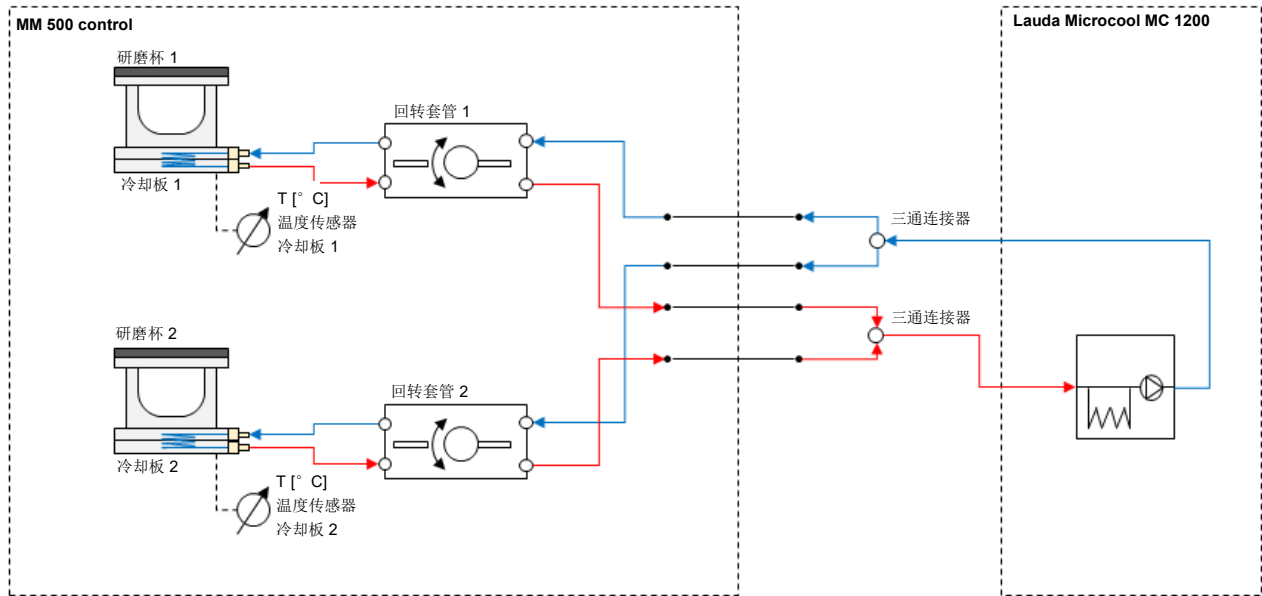 MM 500 control
Lauda Microcool MC 1200
研磨杯 1
回转套管 1
冷却板 1
T [° C]
温度传感器
冷却板 1
三通连接器
三通连接器
研磨杯 2
回转套管 2
冷却板 2
T [° C]
温度传感器
冷却板 2